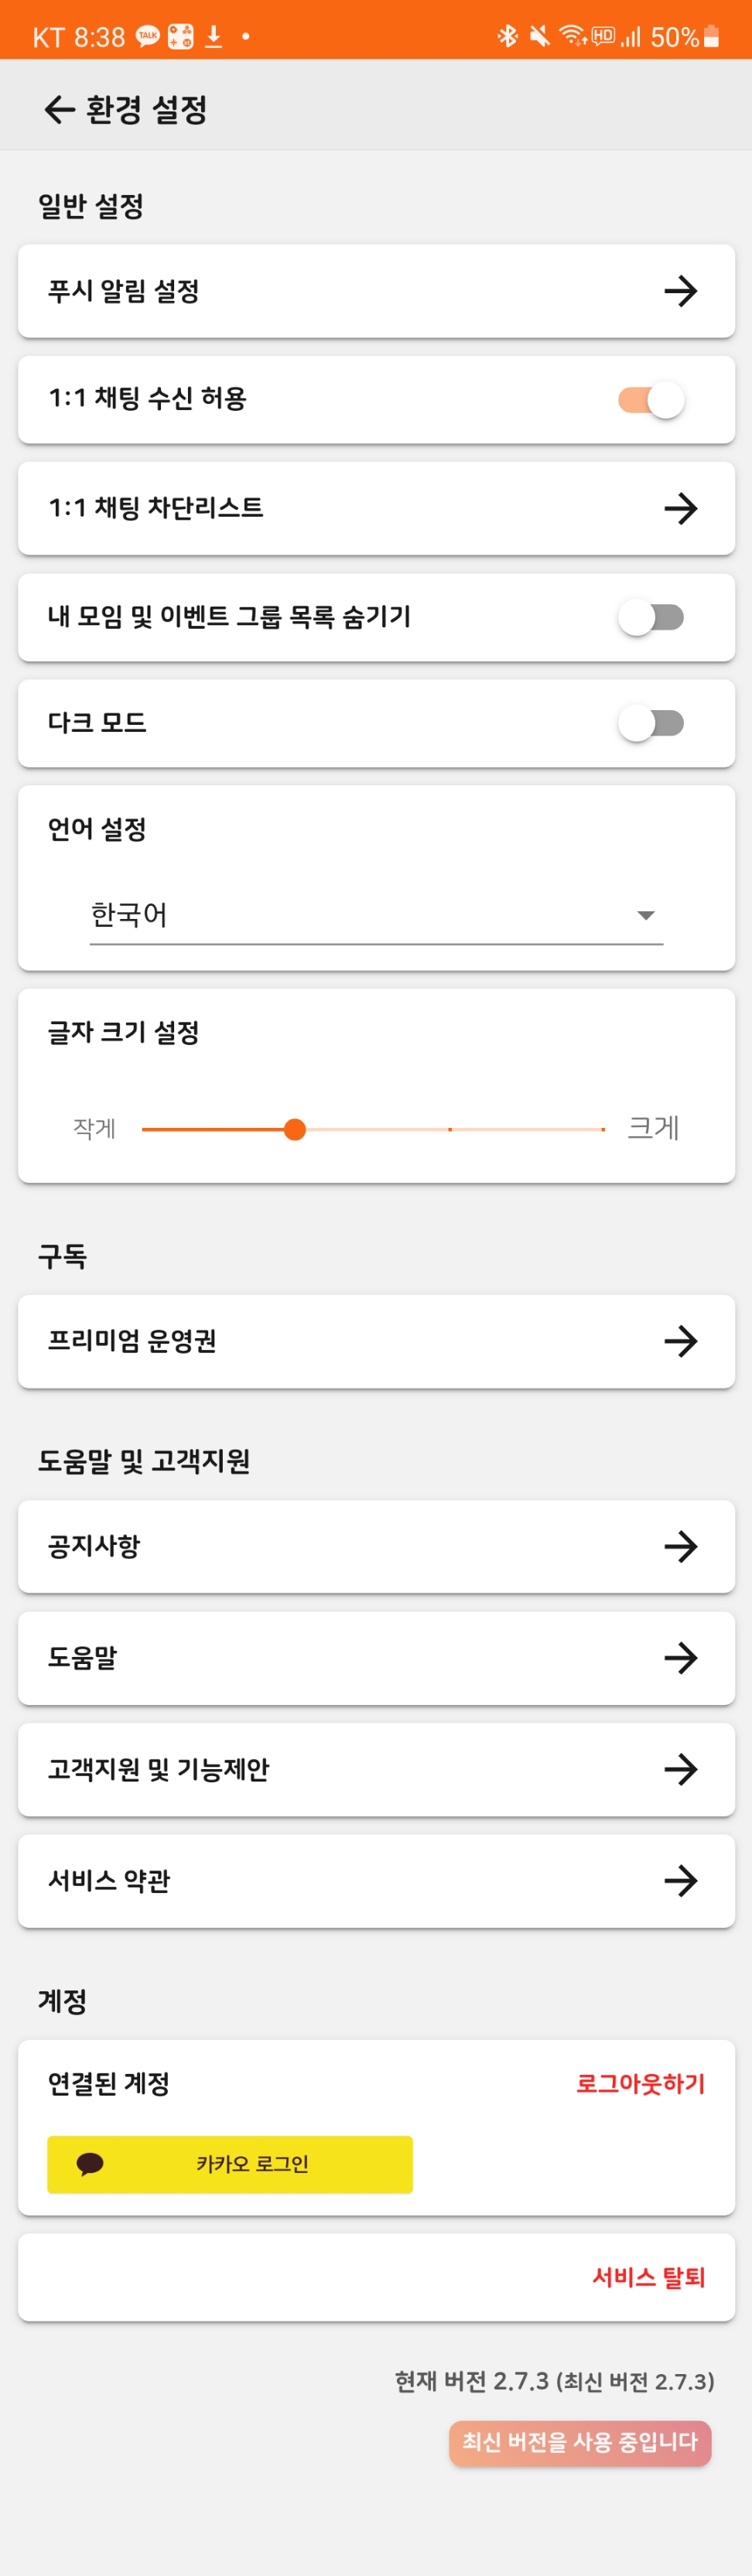 KT 8:38 TALK HD 50%
환경 설정
일반 설정
푸시 알림 설정
1:1 채팅 수신 허용
1:1 채팅 차단리스트
내 모임 및 이벤트 그룹 목록 숨기기
다크 모드
언어 설정
한국어
글자 크기 설정
작게 크게
구독
프리미엄 운영권
도움말 및 고객지원
공지사항
도움말
고객지원 및 기능제안
서비스 약관
계정
연결된 계정 로그아웃하기
카카오 로그인
서비스 탈퇴
현재 버전 2.7.3 (최신 버전 2.7.3)
최신 버전을 사용 중입니다